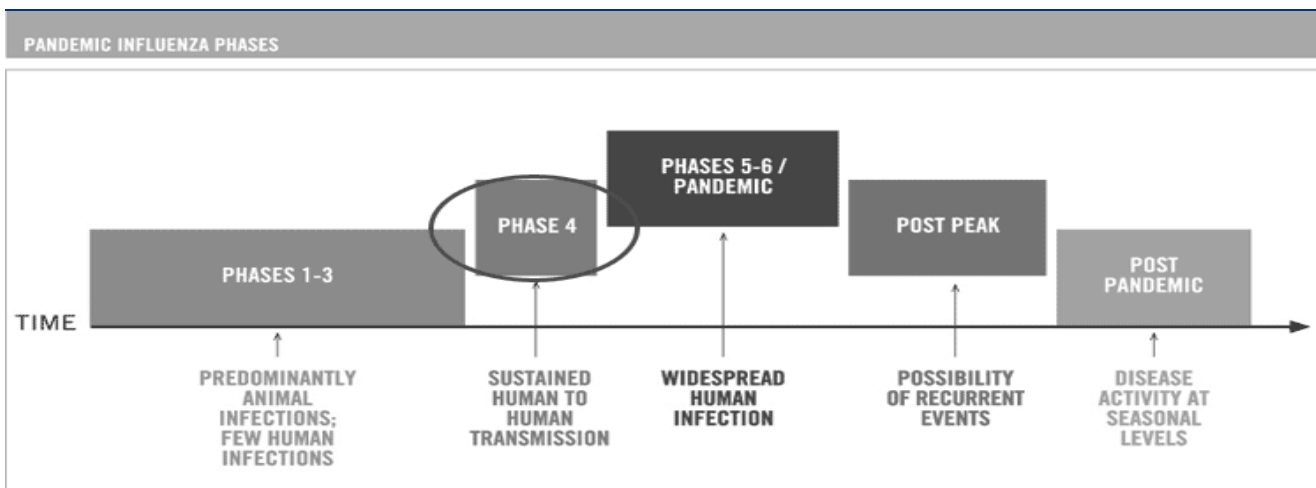 PANDEMIC INFLUENZA PHASES
PHASES 5-6 /
PANDEMIC
PHASE 4
POST PEAK
PHASES 1-3
POST
PANDEMIC
TIME
PREDOMINANTLY
ANIMAL
INFECTIONS;
FEW HUMAN
INFECTIONS
SUSTAINED
HUMAN TO
HUMAN
TRANSMISSION
WIDESPREAD
HUMAN
INFECTION
POSSIBILITY
OF RECURRENT
EVENTS
DISEASE
ACTIVITY AT
SEASONAL
LEVELS